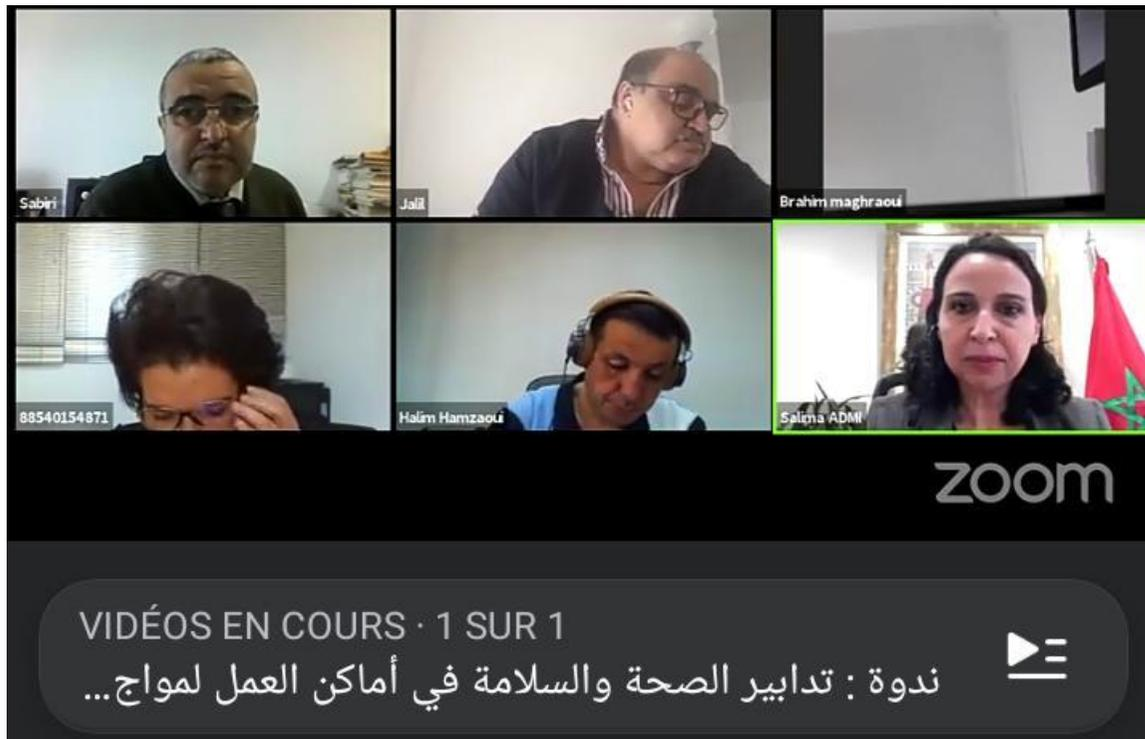 Sabiri
Jalil
Brahim maghraoui
88540154871
Halim Hamzaoui
Salima ADMI
zoom
VIDÉOS EN COURS · 1 SUR 1
ندوة : تدابير الصحة والسلامة في أماكن العمل لمواج...